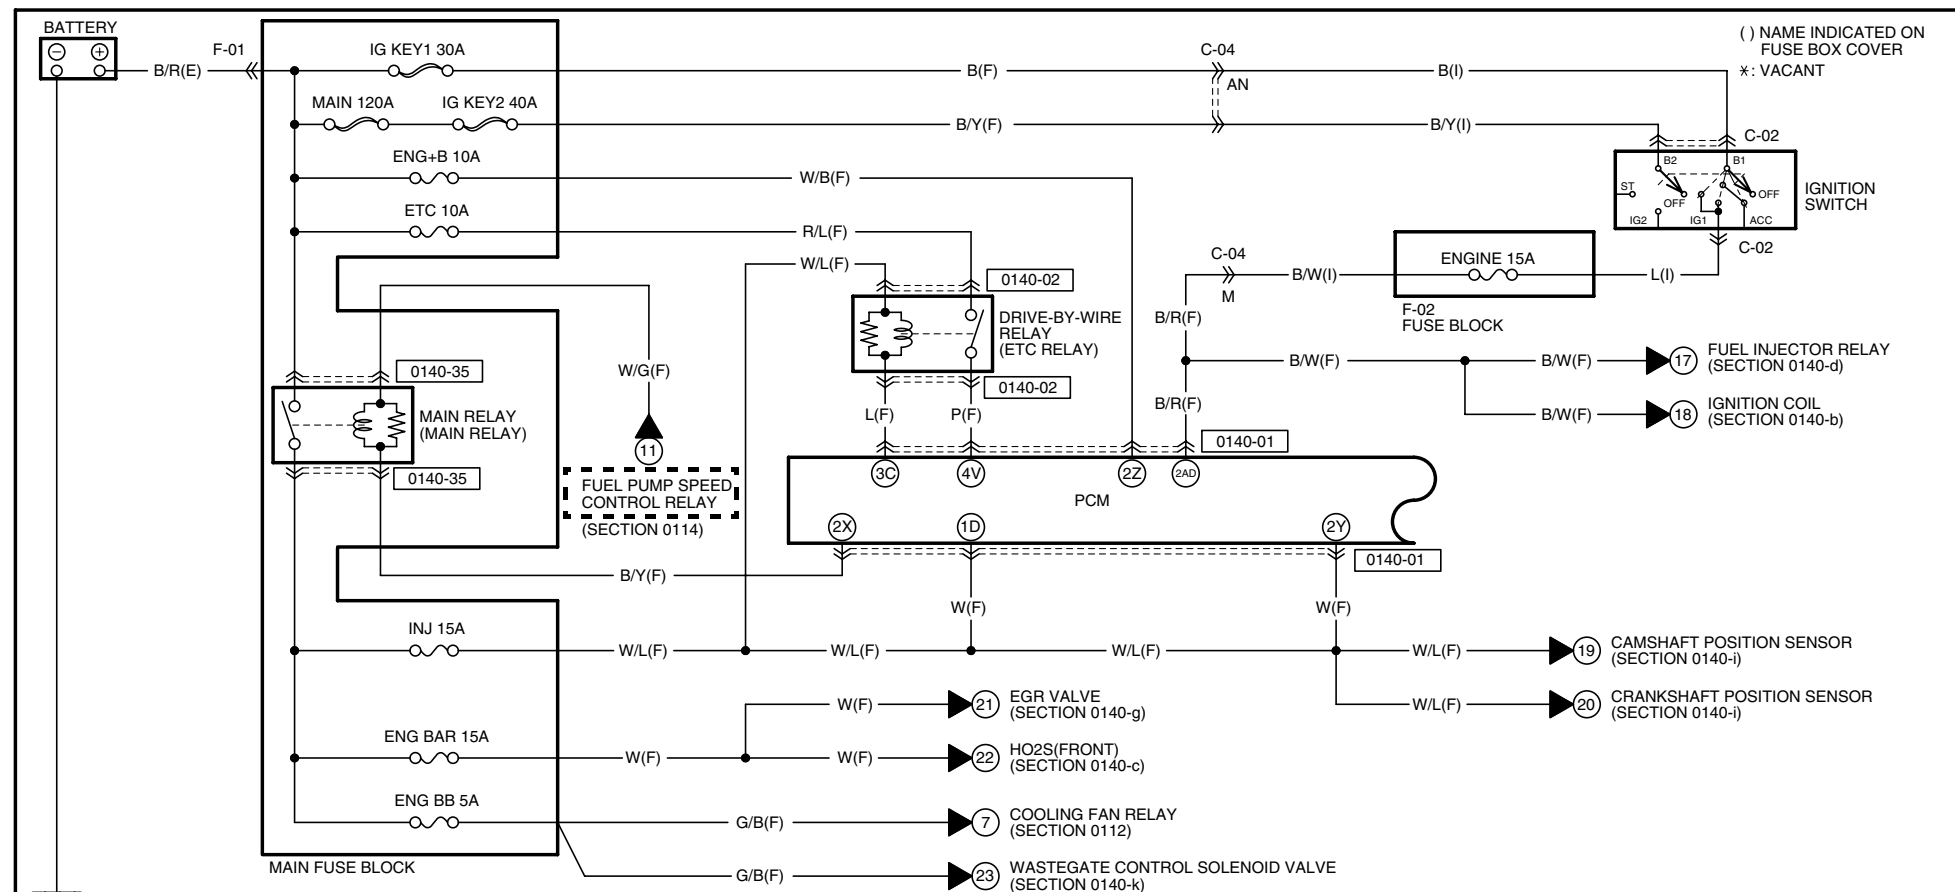 BATTERY
− +
F-01
B/R(E)
IG KEY1 30A
B(F)
C-04
AN
B(I)
( ) NAME INDICATED ON
FUSE BOX COVER
*: VACANT
MAIN 120A
IG KEY2 40A
B/Y(F)
B/Y(I)
C-02
B2
B1
ST
OFF
OFF
IG2
IG1
ACC
IGNITION
SWITCH
C-02
ENG+B 10A
W/B(F)
ETC 10A
R/L(F)
W/L(F)
0140-02
DRIVE-BY-WIRE
RELAY
(ETC RELAY)
0140-02
C-04
M
B/W(I)
ENGINE 15A
L(I)
F-02
FUSE BLOCK
B/R(F)
B/W(F)
B/W(F)
17
FUEL INJECTOR RELAY
(SECTION 0140-d)
B/R(F)
B/W(F)
18
IGNITION COIL
(SECTION 0140-b)
W/G(F)
0140-35
MAIN RELAY
(MAIN RELAY)
0140-35
11
FUEL PUMP SPEED
CONTROL RELAY
(SECTION 0114)
L(F)
P(F)
0140-01
3C
4V
2Z
2AD
PCM
2X
1D
2Y
0140-01
B/Y(F)
W(F)
W(F)
INJ 15A
W/L(F)
W/L(F)
W/L(F)
W/L(F)
19
CAMSHAFT POSITION SENSOR
(SECTION 0140-i)
W/L(F)
20
CRANKSHAFT POSITION SENSOR
(SECTION 0140-i)
W(F)
21
EGR VALVE
(SECTION 0140-g)
ENG BAR 15A
W(F)
W(F)
22
HO2S(FRONT)
(SECTION 0140-c)
ENG BB 5A
G/B(F)
7
COOLING FAN RELAY
(SECTION 0112)
MAIN FUSE BLOCK
G/B(F)
23
WASTEGATE CONTROL SOLENOID VALVE
(SECTION 0140-k)